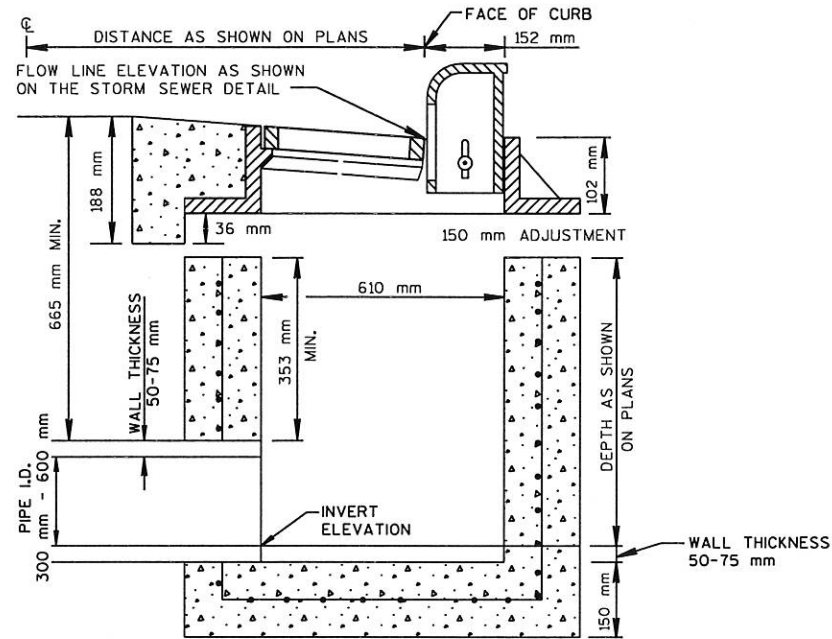 ℄
FACE OF CURB
DISTANCE AS SHOWN ON PLANS
152 mm
FLOW LINE ELEVATION AS SHOWN
ON THE STORM SEWER DETAIL
188 mm
102 mm
36 mm
150 mm ADJUSTMENT
665 mm MIN.
610 mm
353 mm
MIN.
WALL THICKNESS
50-75 mm
DEPTH AS SHOWN
ON PLANS
PIPE I.D.
300 mm - 600 mm
INVERT
ELEVATION
WALL THICKNESS
50-75 mm
150 mm